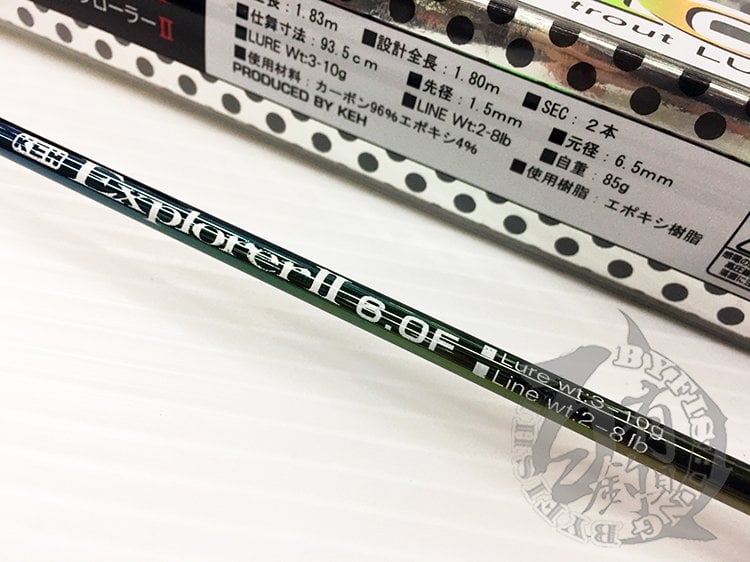 長：1.83m
■設計全長：1.80m
■SEC：２本
■仕舞寸法：93.5ｃｍ
■先径：1.5mm
■元径：6.5mm
■LURE Wt:3-10g
■LINE Wt:2-8lb
■自重：85g
■使用材料：カーボン96%エポキシ4%
■使用樹脂：エポキシ樹脂
PRODUCED BY KEH
プローラーⅡ
trout LU
KEH ExplorerII 6.0F
■Lure wt:3-10g
■Line wt:2-8lb
BYFISHING